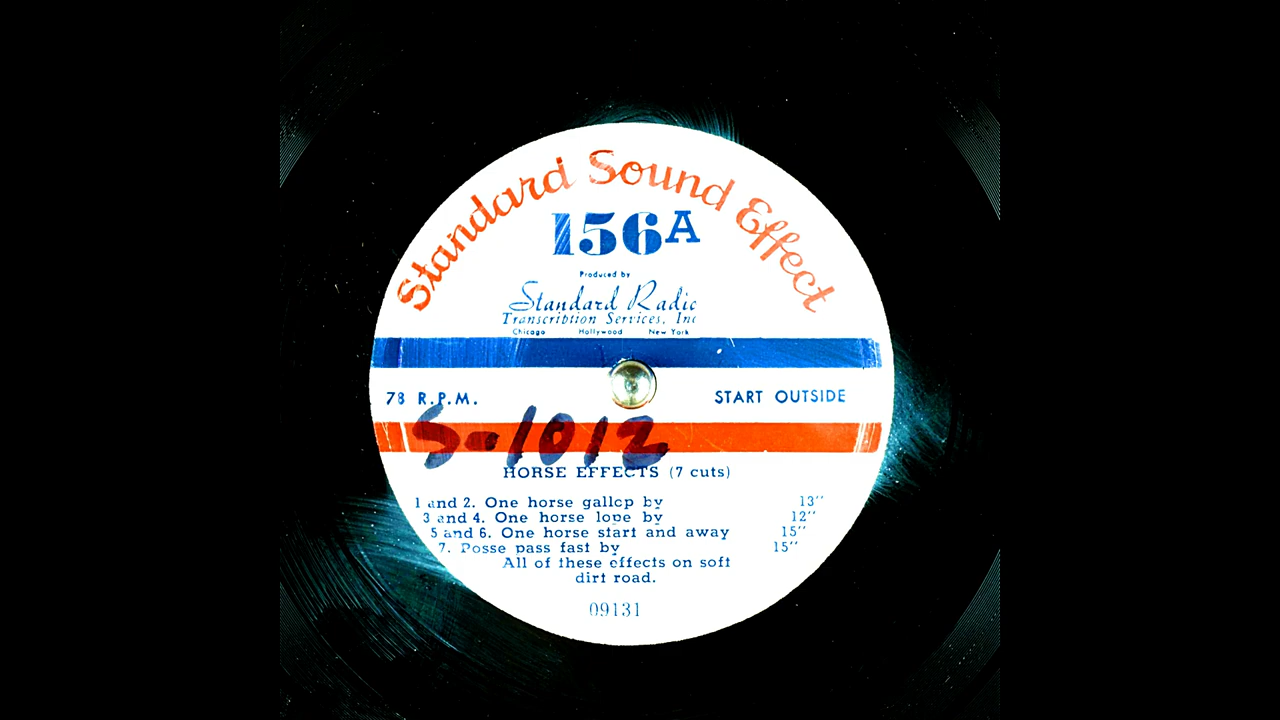 Standard Sound Effect
156A
Produced by
Standard Radio
Transcription Services, Inc
Chicago Hollywood New York
78 R.P.M. START OUTSIDE
S-1012
HORSE EFFECTS (7 cuts)
1 and 2. One horse gallop by 13"
3 and 4. One horse lope by 12"
5 and 6. One horse start and away 15"
7. Posse pass fast by 15"
All of these effects on soft
dirt road.
09131